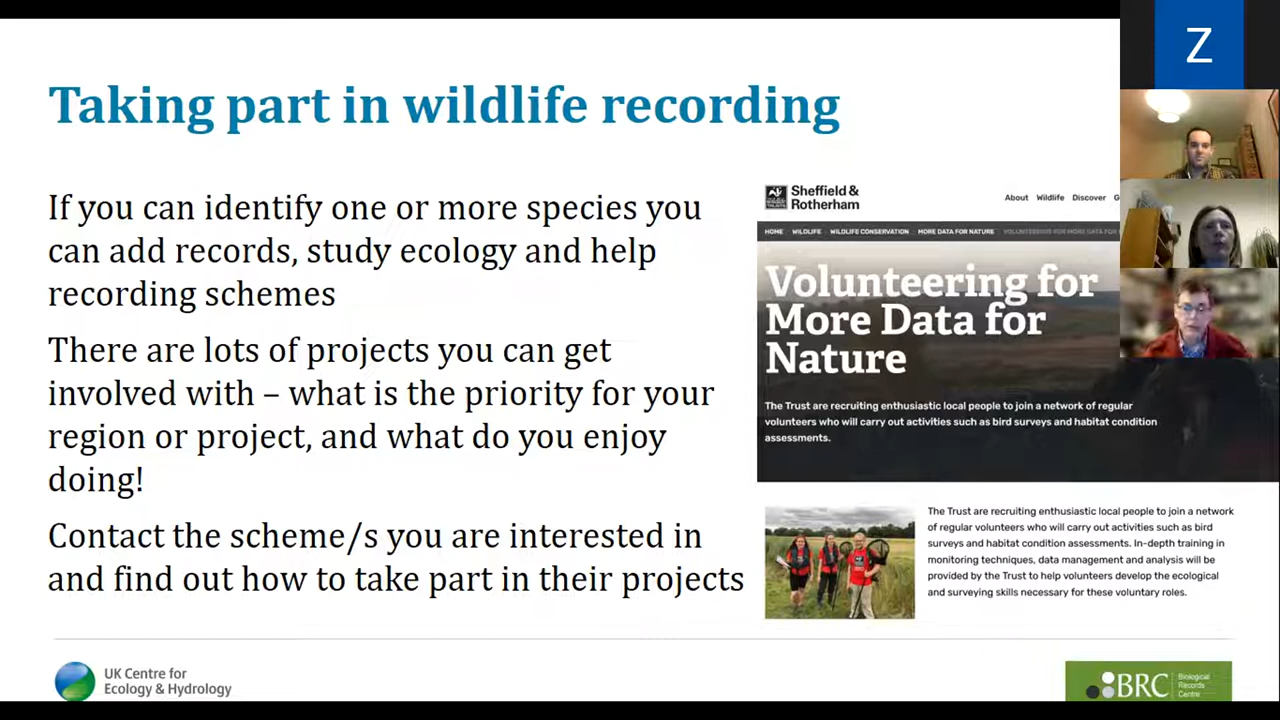 Taking part in wildlife recording
If you can identify one or more species you
can add records, study ecology and help
recording schemes
There are lots of projects you can get
involved with – what is the priority for your
region or project, and what do you enjoy
doing!
Contact the scheme/s you are interested in
and find out how to take part in their projects
Sheffield &
Rotherham
About Wildlife Discover G
HOME WILDLIFE WILDLIFE CONSERVATION MORE DATA FOR NATURE VOLUNTEERING FOR MORE DATA FOR
Volunteering for
More Data for
Nature
The Trust are recruiting enthusiastic local people to join a network of regular
volunteers who will carry out activities such as bird surveys and habitat condition
assessments.
The Trust are recruiting enthusiastic local people to join a network
of regular volunteers who will carry out activities such as bird
surveys and habitat condition assessments. In-depth training in
monitoring techniques, data management and analysis will be
provided by the Trust to help volunteers develop the ecological
and surveying skills necessary for these voluntary roles.
UK Centre for
Ecology & Hydrology
BRC
Biological
Records
Centre
Z